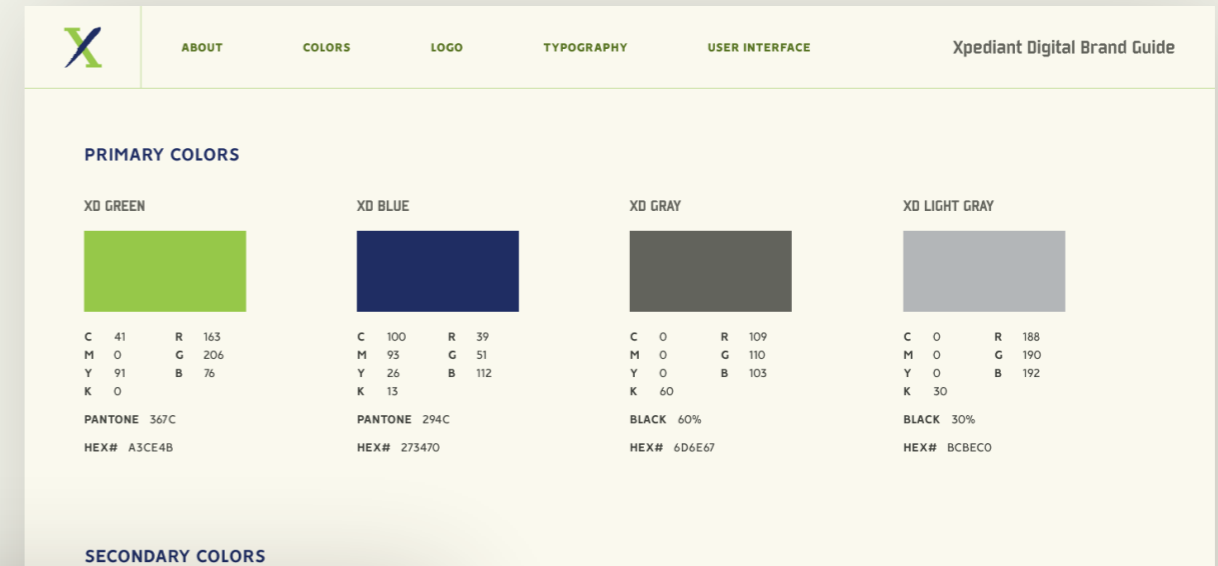 X
ABOUT COLORS LOGO TYPOGRAPHY USER INTERFACE Xpediant Digital Brand Guide
PRIMARY COLORS
XD GREEN XD BLUE XD GRAY XD LIGHT GRAY
C 41 R 163 C 100 R 39 C 0 R 109 C 0 R 188
M 0 G 206 M 93 G 51 M 0 G 110 M 0 G 190
Y 91 B 76 Y 26 B 112 Y 0 B 103 Y 0 B 192
K 0 K 13 K 60 K 30
PANTONE 367C PANTONE 294C BLACK 60% BLACK 30%
HEX# A3CE4B HEX# 273470 HEX# 6D6E67 HEX# BCBEC0
SECONDARY COLORS